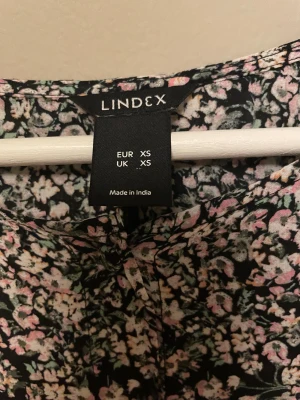 LINDEX
EUR XS
UK XS
Made in India